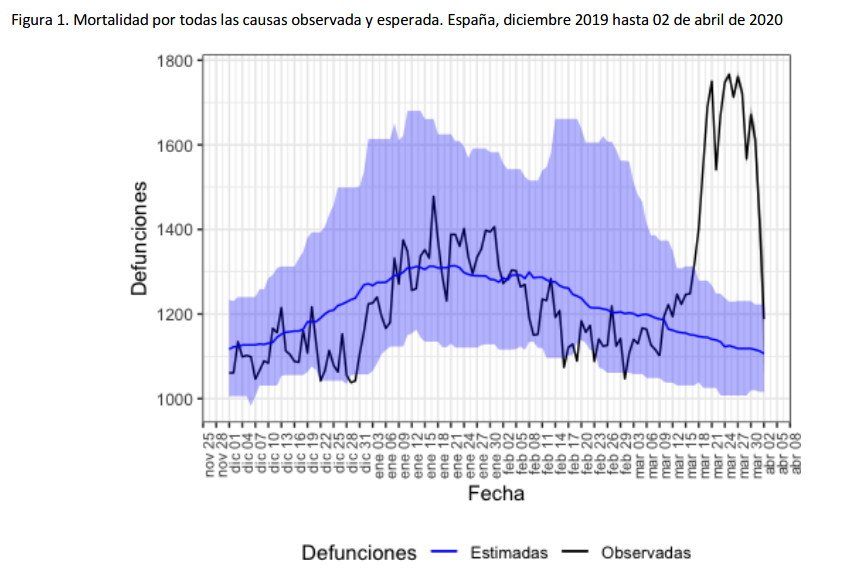 Figura 1. Mortalidad por todas las causas observada y esperada. España, diciembre 2019 hasta 02 de abril de 2020
1800
1600
1400
1200
1000
Defunciones
nov 25
nov 28
dic 01
dic 04
dic 07
dic 10
dic 13
dic 16
dic 19
dic 22
dic 25
dic 28
dic 31
ene 03
ene 06
ene 09
ene 12
ene 15
ene 18
ene 21
ene 24
ene 27
ene 30
feb 02
feb 05
feb 08
feb 11
feb 14
feb 17
feb 20
feb 23
feb 26
feb 29
mar 03
mar 06
mar 09
mar 12
mar 15
mar 18
mar 21
mar 24
mar 27
mar 30
abr 02
abr 05
abr 08
Fecha
Defunciones Estimadas Observadas